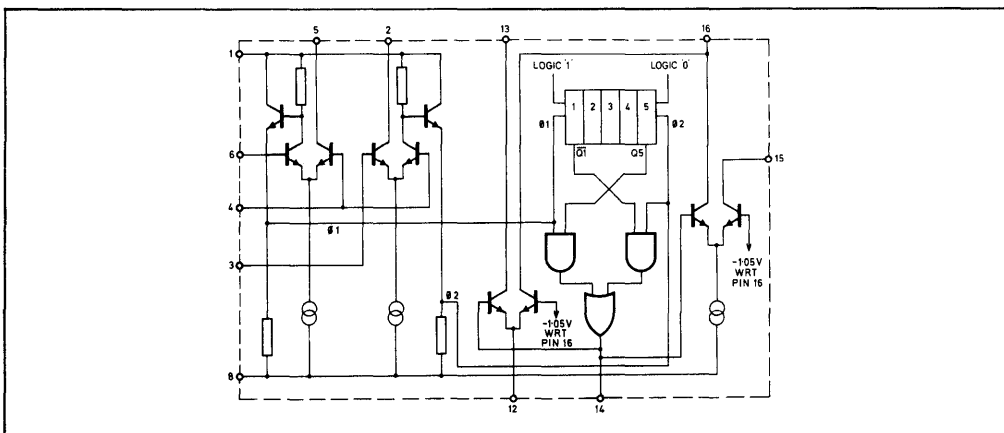 5 2 13 16
1
LOGIC '1' LOGIC '0'
1 2 3 4 5
Ø1 Ø2
Q̅1̅ Q5
6
15
4
Ø1
-1·05V
WRT
PIN 16
3
Ø2
-1·05V
WRT
PIN 16
8
12 14